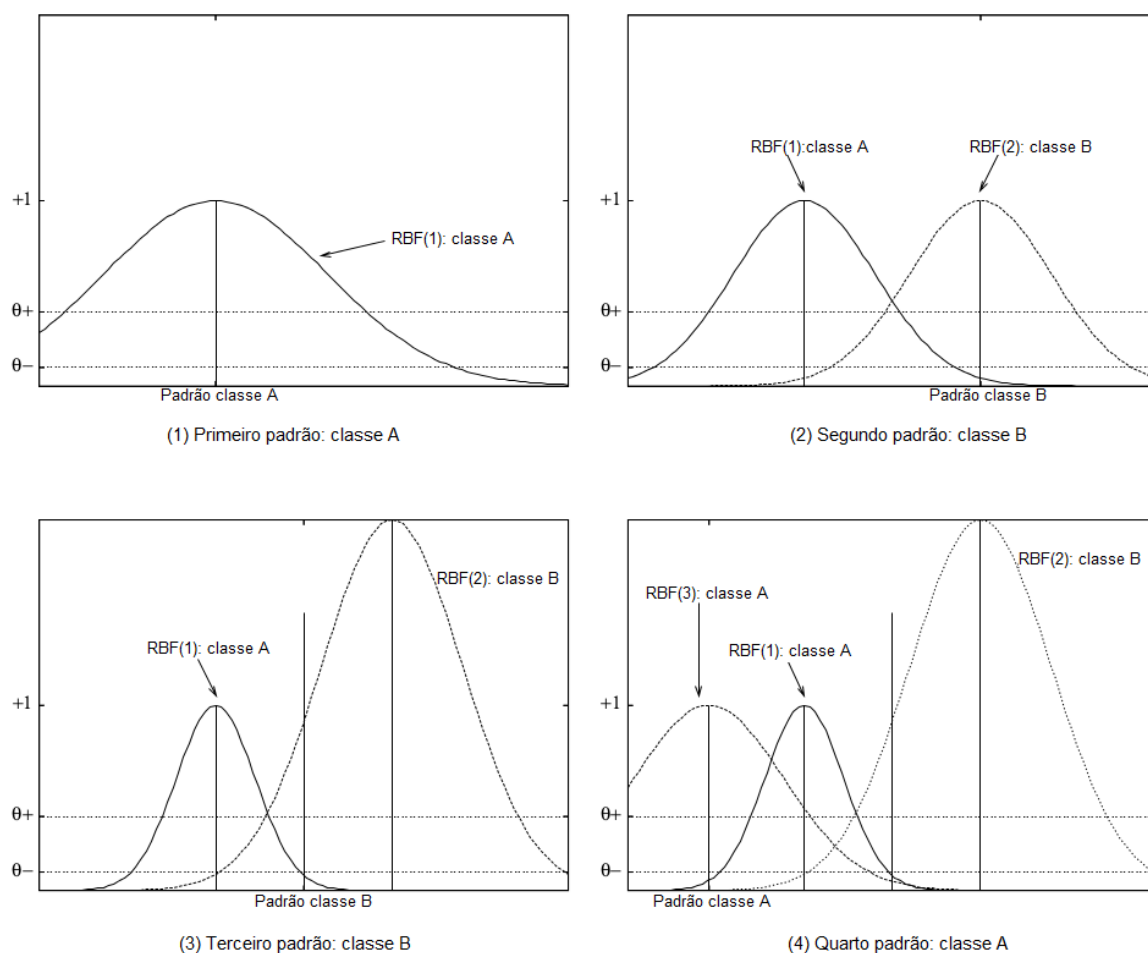 +1
θ+
θ−
RBF(1): classe A
Padrão classe A
(1) Primeiro padrão: classe A
RBF(1):classe A
RBF(2): classe B
+1
θ+
θ−
Padrão classe B
(2) Segundo padrão: classe B
RBF(2): classe B
RBF(1): classe A
+1
θ+
θ−
Padrão classe B
(3) Terceiro padrão: classe B
RBF(2): classe B
RBF(3): classe A
RBF(1): classe A
+1
θ+
θ−
Padrão classe A
(4) Quarto padrão: classe A